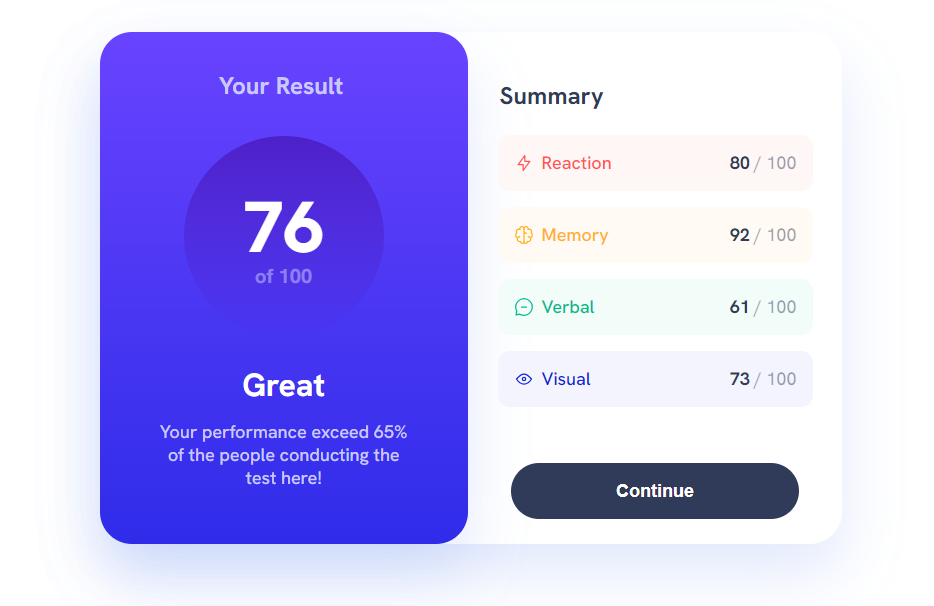 Your Result
76
of 100
Great
Your performance exceed 65%
of the people conducting the
test here!
Summary
Reaction 80 / 100
Memory 92 / 100
Verbal 61 / 100
Visual 73 / 100
Continue